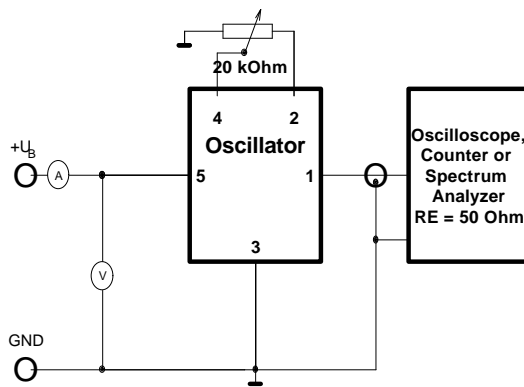 20 kOhm
4 2
Oscillator
+U_B
A
5 1
Oscilloscope,
Counter or
Spectrum
Analyzer
RE = 50 Ohm
3
V
GND